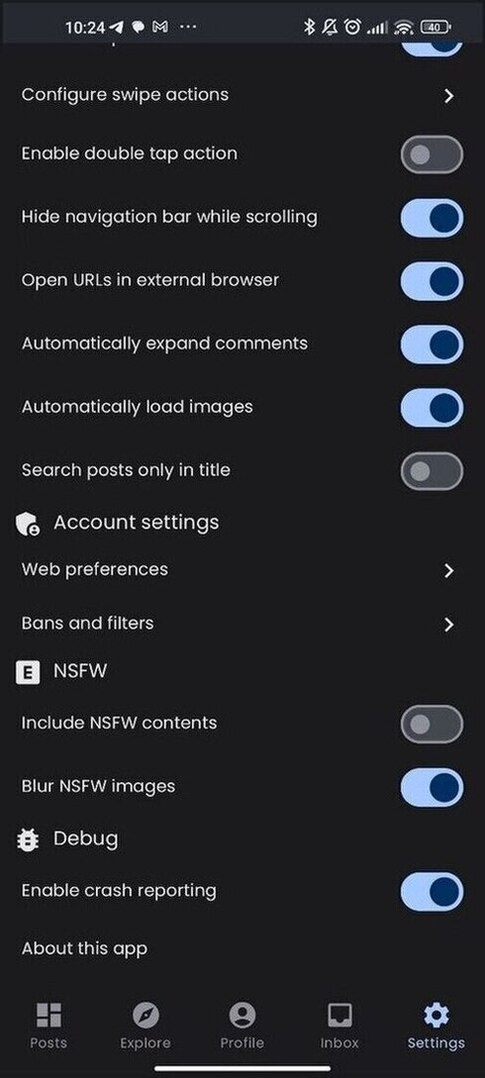 10:24
40
Configure swipe actions
Enable double tap action
Hide navigation bar while scrolling
Open URLs in external browser
Automatically expand comments
Automatically load images
Search posts only in title
Account settings
Web preferences
Bans and filters
E NSFW
Include NSFW contents
Blur NSFW images
Debug
Enable crash reporting
About this app
Posts
Explore
Profile
Inbox
Settings